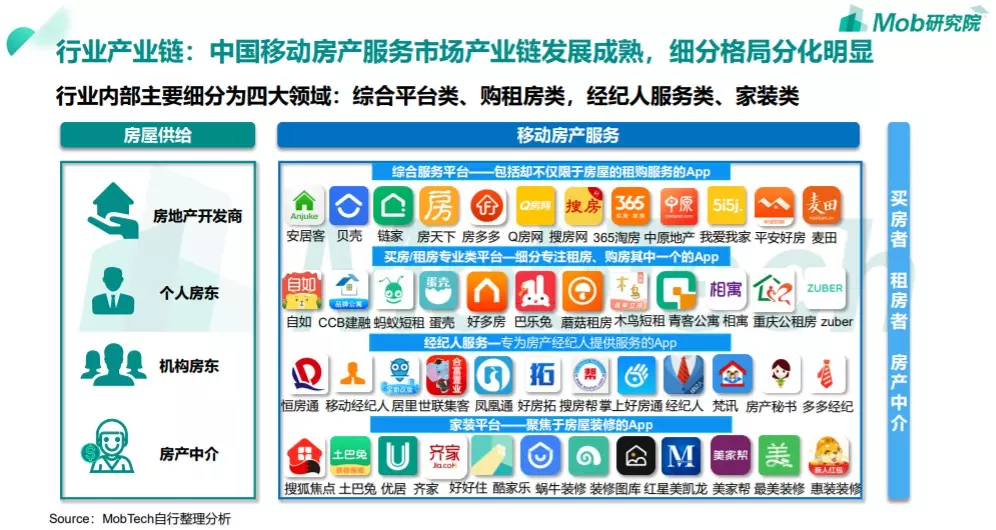 Mob研究院
行业产业链：中国移动房产服务市场产业链发展成熟，细分格局分化明显
行业内部主要细分为四大领域：综合平台类、购租房类，经纪人服务类、家装类
房屋供给
房地产开发商
个人房东
机构房东
房产中介
移动房产服务
综合服务平台——包括却不仅限于房屋的租购服务的App
Anjuke 房 Q房网 搜房 365 中原 5i5j. 麦田
安居客 贝壳 链家 房天下 房多多 Q房网 搜房网 365淘房 中原地产 我爱我家 平安好房 麦田
买房/租房专业类平台—细分专注租房、购房其中一个的App
自如 品牌公寓 蛋壳 木鸟 相寓 ZUBER
自如 CCB建融 蚂蚁短租 蛋壳 好多房 巴乐兔 蘑菇租房 木鸟短租 青客公寓 相寓 重庆公租房 zuber
经纪人服务—专为房产经纪人提供服务的App
合富置业 拓 帮
恒房通 移动经纪人 居里 世联集客 凤凰通 好房拓 搜房帮 掌上好房通 经纪人 梵讯 房产秘书 多多经纪
家装平台——聚焦于房屋装修的App
土巴兔 齐家 Jia.coM M 美家帮 美 新人红包
搜狐焦点 土巴兔 优居 齐家 好好住 酷家乐 蜗牛装修 装修图库 红星美凯龙 美家帮 最美装修 惠装装修
买房者 租房者 房产中介
Source：MobTech自行整理分析